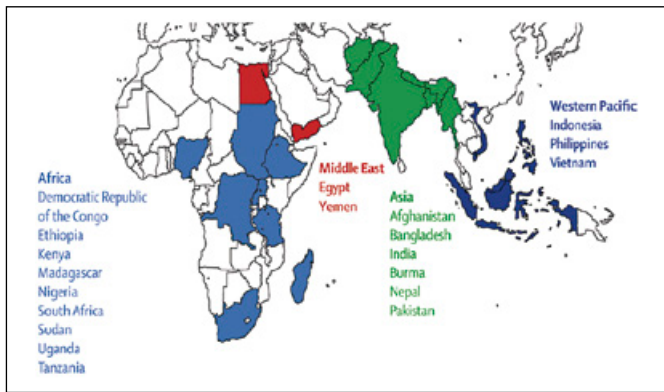 Africa
Democratic Republic
of the Congo
Ethiopia
Kenya
Madagascar
Nigeria
South Africa
Sudan
Uganda
Tanzania
Middle East
Egypt
Yemen
Asia
Afghanistan
Bangladesh
India
Burma
Nepal
Pakistan
Western Pacific
Indonesia
Philippines
Vietnam